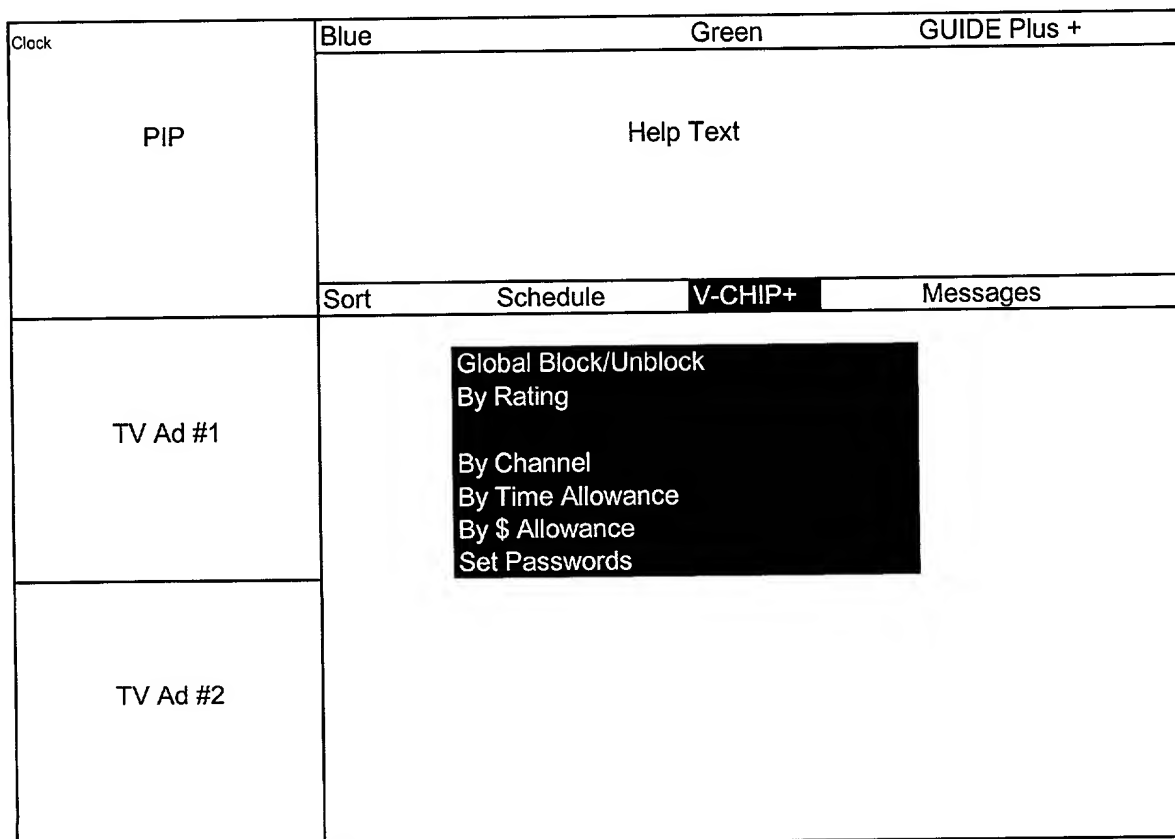 Clock
Blue Green GUIDE Plus +
PIP
Help Text
Sort Schedule V-CHIP+ Messages
Global Block/Unblock
By Rating
By Channel
By Time Allowance
By $ Allowance
Set Passwords
TV Ad #1
TV Ad #2